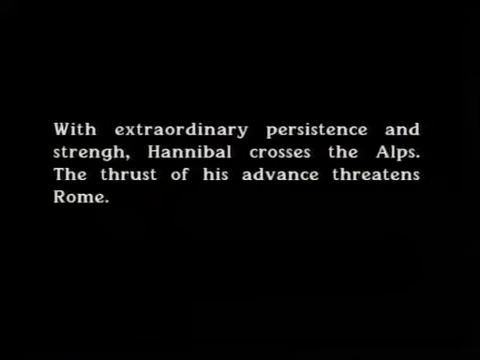 With extraordinary persistence and
strengh, Hannibal crosses the Alps.
The thrust of his advance threatens
Rome.